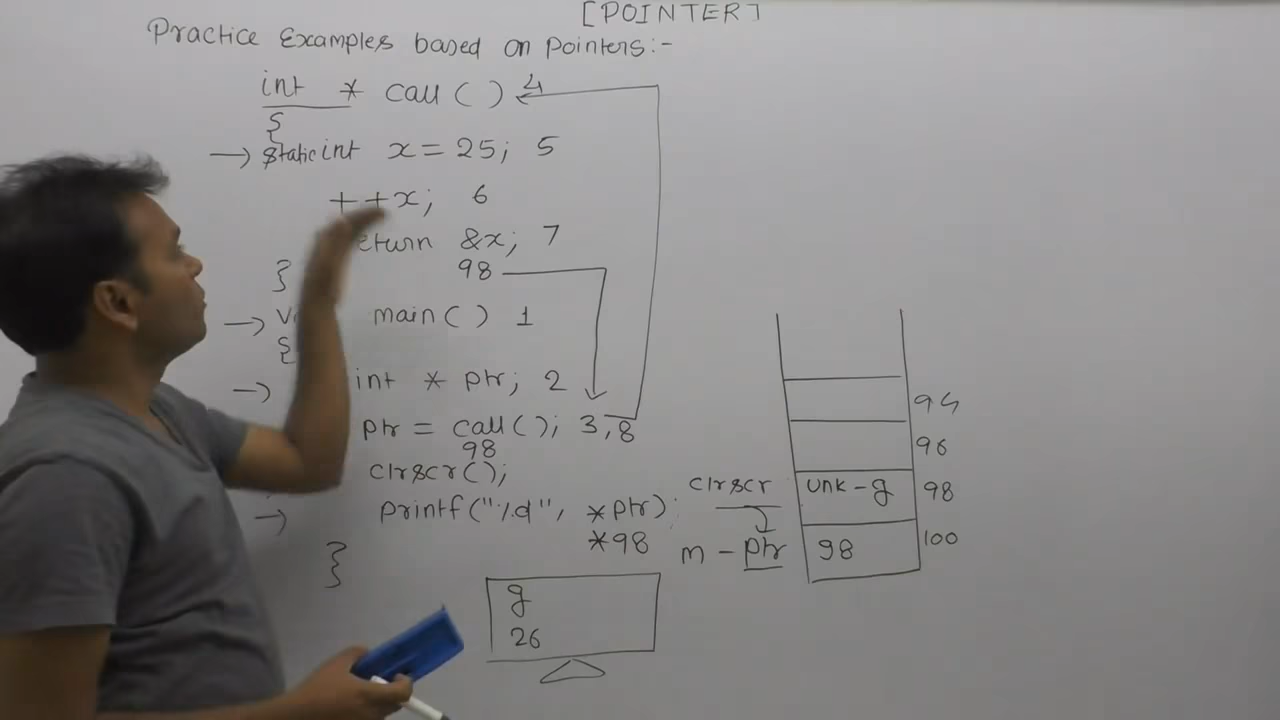 [POINTER]
Practice Examples based on Pointers:-
int * call() 4
{
static int x = 25; 5
++x; 6
&x; 7
}
98
main() 1
{
int * ptr; 2
ptr = call(); 3,8
98
clrscr();
printf("%d", *ptr);
*98
}
g
26
clrscr
m - ptr
94
96
unk-g 98
98 100